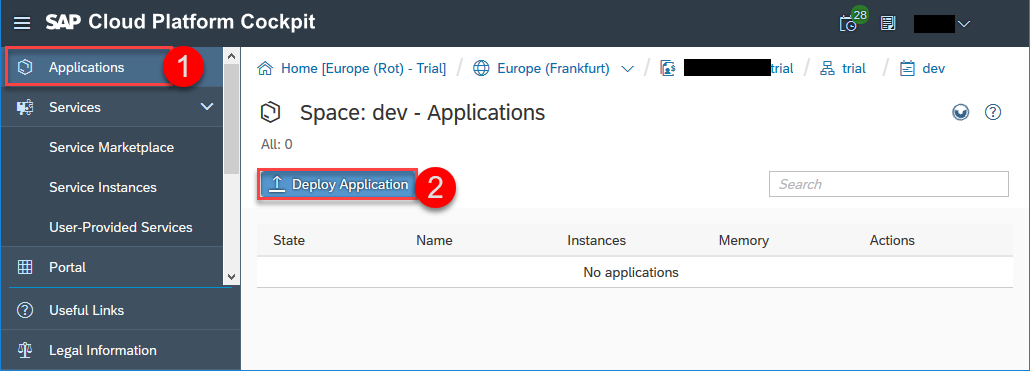 SAP Cloud Platform Cockpit
28
Applications
1
Services
Service Marketplace
Service Instances
User-Provided Services
Portal
Useful Links
Legal Information
Home [Europe (Rot) - Trial] / Europe (Frankfurt) / trial / trial / dev
Space: dev - Applications
All: 0
Deploy Application
2
Search
State Name Instances Memory Actions
No applications